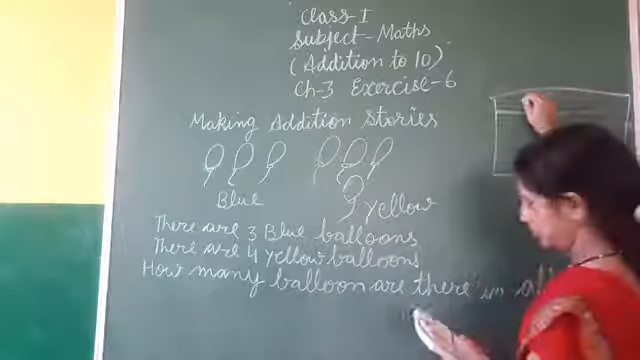 Class-I
Subject-Maths
(Addition to 10)
Ch-3 Exercise-6
Making Addition Stories
Blue
Yellow
There are 3 Blue balloons
There are 4 Yellow balloons
How many balloon are there in